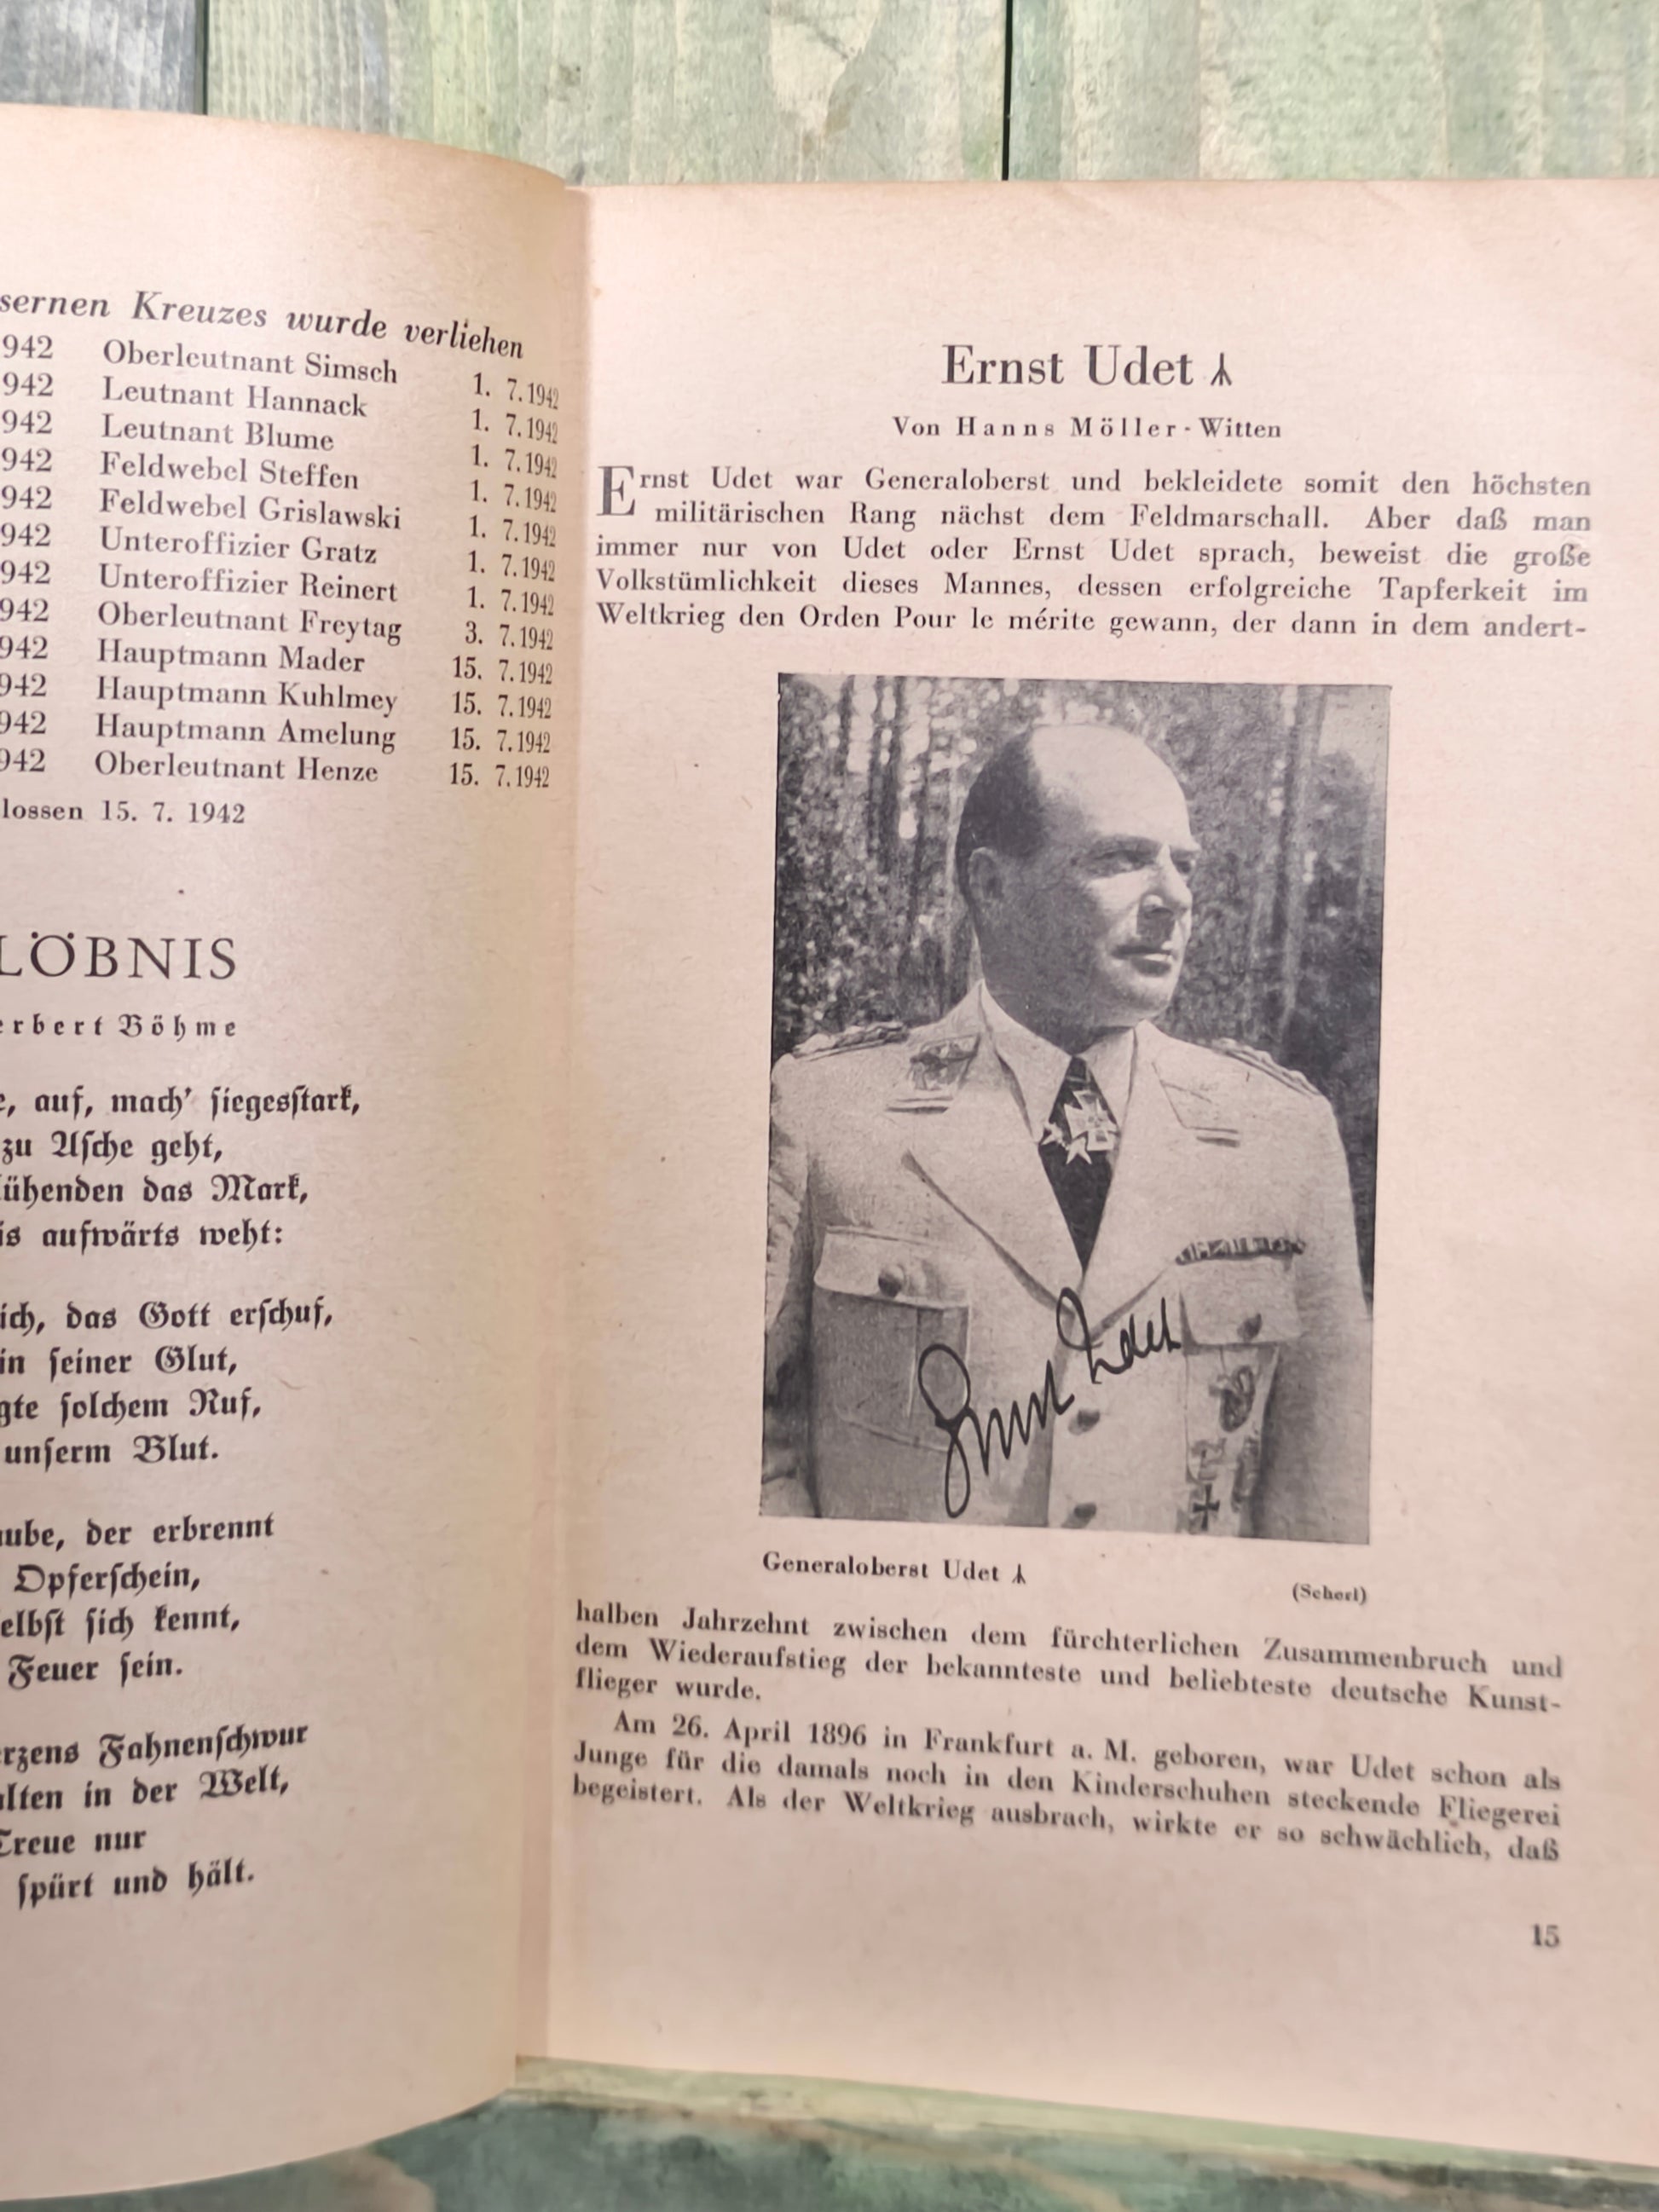 sernen Kreuzes wurde verliehen
942 Oberleutnant Simsch 1. 7.1942
942 Leutnant Hannack 1. 7.1942
942 Leutnant Blume 1. 7.1942
942 Feldwebel Steffen 1. 7.1942
942 Feldwebel Grislawski 1. 7.1942
942 Unteroffizier Gratz 1. 7.1942
942 Unteroffizier Reinert 1. 7.1942
942 Oberleutnant Freytag 3. 7.1942
942 Hauptmann Mader 15. 7.1942
942 Hauptmann Kuhlmey 15. 7.1942
942 Hauptmann Amelung 15. 7.1942
942 Oberleutnant Henze 15. 7.1942
lossen 15. 7. 1942
LÖBNIS
erbert Böhme
e, auf, mach' siegesstark,
zu Asche geht,
ühenden das Mark,
is aufwärts weht:
ich, das Gott erschuf,
in seiner Glut,
gte solchem Ruf,
unserm Blut.
ube, der erbrennt
Opferschein,
elbst sich kennt,
Feuer sein.
rzens Fahnenschwur
alten in der Welt,
Treue nur
spürt und hält.
Ernst Udet ᛣ
Von Hanns Möller-Witten
Ernst Udet war Generaloberst und bekleidete somit den höchsten
militärischen Rang nächst dem Feldmarschall. Aber daß man
immer nur von Udet oder Ernst Udet sprach, beweist die große
Volkstümlichkeit dieses Mannes, dessen erfolgreiche Tapferkeit im
Weltkrieg den Orden Pour le mérite gewann, der dann in dem andert-
Ernst Udet
Generaloberst Udet ᛣ (Scherl)
halben Jahrzehnt zwischen dem fürchterlichen Zusammenbruch und
dem Wiederaufstieg der bekannteste und beliebteste deutsche Kunst-
flieger wurde.
Am 26. April 1896 in Frankfurt a. M. geboren, war Udet schon als
Junge für die damals noch in den Kinderschuhen steckende Fliegerei
begeistert. Als der Weltkrieg ausbrach, wirkte er so schwächlich, daß
15